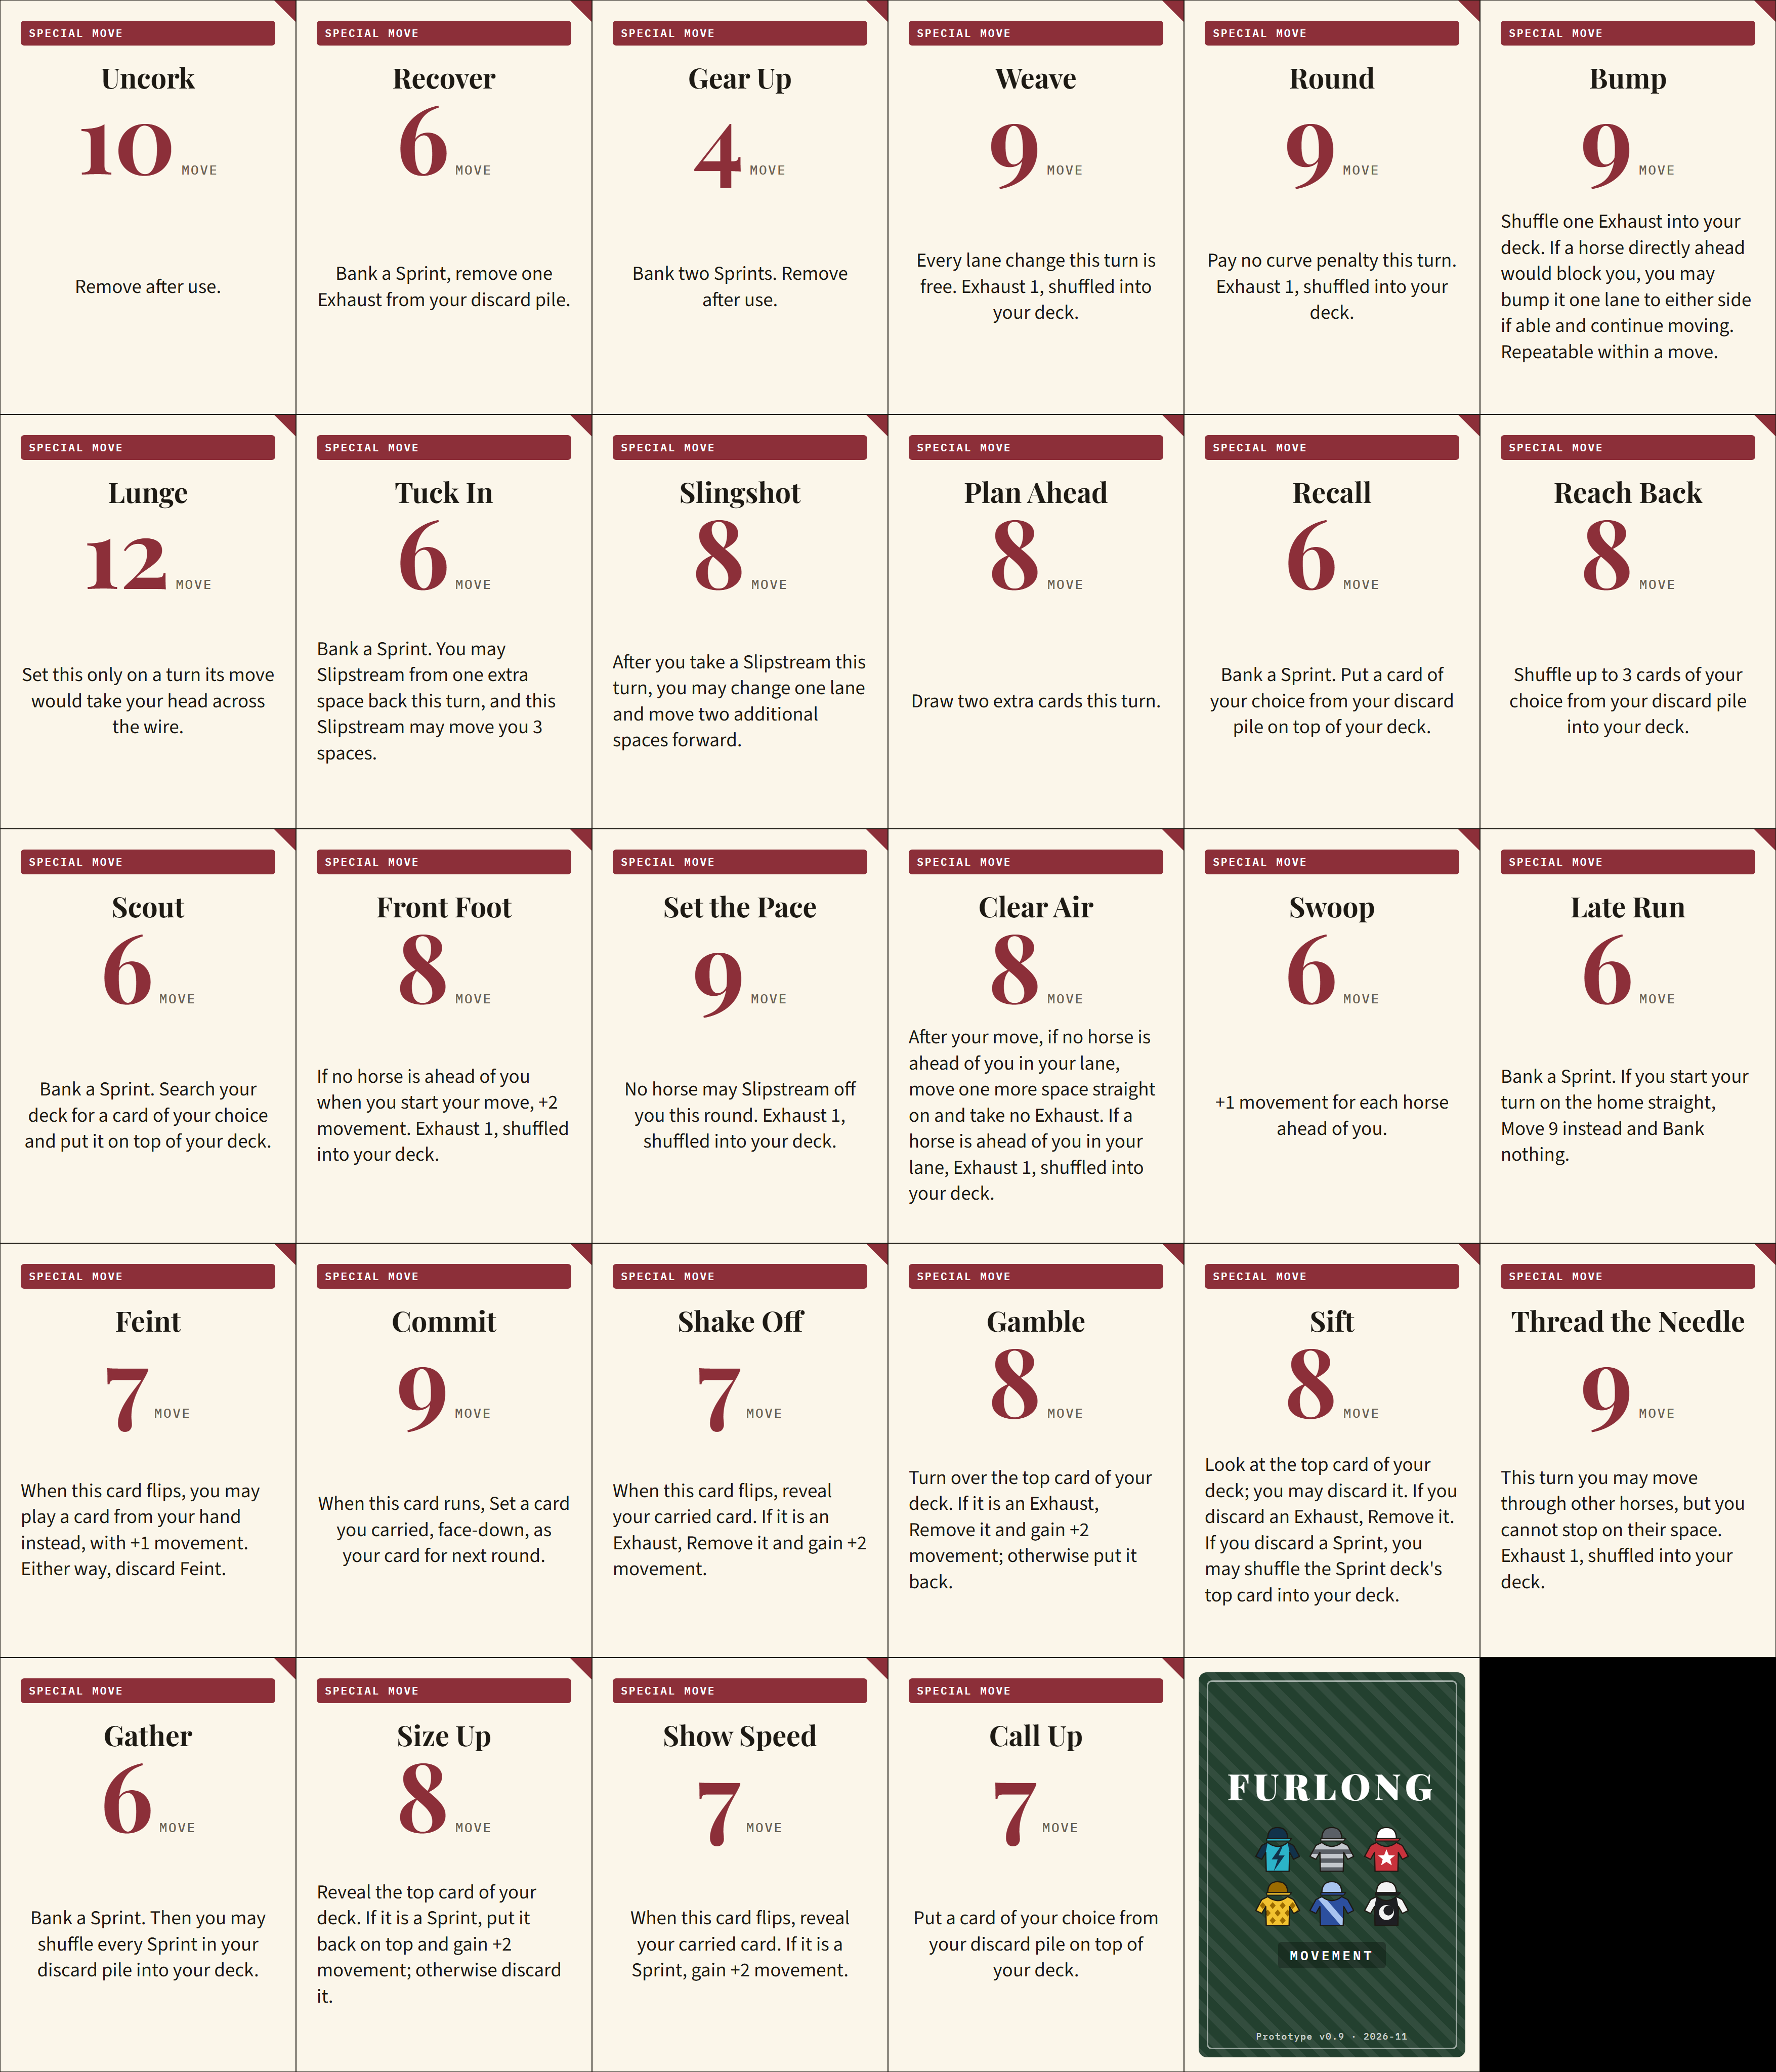 SPECIAL MOVE
Uncork
10 MOVE
Remove after use.
SPECIAL MOVE
Recover
6 MOVE
Bank a Sprint, remove one
Exhaust from your discard pile.
SPECIAL MOVE
Gear Up
4 MOVE
Bank two Sprints. Remove
after use.
SPECIAL MOVE
Weave
9 MOVE
Every lane change this turn is
free. Exhaust 1, shuffled into
your deck.
SPECIAL MOVE
Round
9 MOVE
Pay no curve penalty this turn.
Exhaust 1, shuffled into your
deck.
SPECIAL MOVE
Bump
9 MOVE
Shuffle one Exhaust into your
deck. If a horse directly ahead
would block you, you may
bump it one lane to either side
if able and continue moving.
Repeatable within a move.
SPECIAL MOVE
Lunge
12 MOVE
Set this only on a turn its move
would take your head across
the wire.
SPECIAL MOVE
Tuck In
6 MOVE
Bank a Sprint. You may
Slipstream from one extra
space back this turn, and this
Slipstream may move you 3
spaces.
SPECIAL MOVE
Slingshot
8 MOVE
After you take a Slipstream this
turn, you may change one lane
and move two additional
spaces forward.
SPECIAL MOVE
Plan Ahead
8 MOVE
Draw two extra cards this turn.
SPECIAL MOVE
Recall
6 MOVE
Bank a Sprint. Put a card of
your choice from your discard
pile on top of your deck.
SPECIAL MOVE
Reach Back
8 MOVE
Shuffle up to 3 cards of your
choice from your discard pile
into your deck.
SPECIAL MOVE
Scout
6 MOVE
Bank a Sprint. Search your
deck for a card of your choice
and put it on top of your deck.
SPECIAL MOVE
Front Foot
8 MOVE
If no horse is ahead of you
when you start your move, +2
movement. Exhaust 1, shuffled
into your deck.
SPECIAL MOVE
Set the Pace
9 MOVE
No horse may Slipstream off
you this round. Exhaust 1,
shuffled into your deck.
SPECIAL MOVE
Clear Air
8 MOVE
After your move, if no horse is
ahead of you in your lane,
move one more space straight
on and take no Exhaust. If a
horse is ahead of you in your
lane, Exhaust 1, shuffled into
your deck.
SPECIAL MOVE
Swoop
6 MOVE
+1 movement for each horse
ahead of you.
SPECIAL MOVE
Late Run
6 MOVE
Bank a Sprint. If you start your
turn on the home straight,
Move 9 instead and Bank
nothing.
SPECIAL MOVE
Feint
7 MOVE
When this card flips, you may
play a card from your hand
instead, with +1 movement.
Either way, discard Feint.
SPECIAL MOVE
Commit
9 MOVE
When this card runs, Set a card
you carried, face-down, as
your card for next round.
SPECIAL MOVE
Shake Off
7 MOVE
When this card flips, reveal
your carried card. If it is an
Exhaust, Remove it and gain +2
movement.
SPECIAL MOVE
Gamble
8 MOVE
Turn over the top card of your
deck. If it is an Exhaust,
Remove it and gain +2
movement; otherwise put it
back.
SPECIAL MOVE
Sift
8 MOVE
Look at the top card of your
deck; you may discard it. If you
discard an Exhaust, Remove it.
If you discard a Sprint, you
may shuffle the Sprint deck's
top card into your deck.
SPECIAL MOVE
Thread the Needle
9 MOVE
This turn you may move
through other horses, but you
cannot stop on their space.
Exhaust 1, shuffled into your
deck.
SPECIAL MOVE
Gather
6 MOVE
Bank a Sprint. Then you may
shuffle every Sprint in your
discard pile into your deck.
SPECIAL MOVE
Size Up
8 MOVE
Reveal the top card of your
deck. If it is a Sprint, put it
back on top and gain +2
movement; otherwise discard
it.
SPECIAL MOVE
Show Speed
7 MOVE
When this card flips, reveal
your carried card. If it is a
Sprint, gain +2 movement.
SPECIAL MOVE
Call Up
7 MOVE
Put a card of your choice from
your discard pile on top of
your deck.
FURLONG
MOVEMENT
Prototype v0.9 · 2026-11